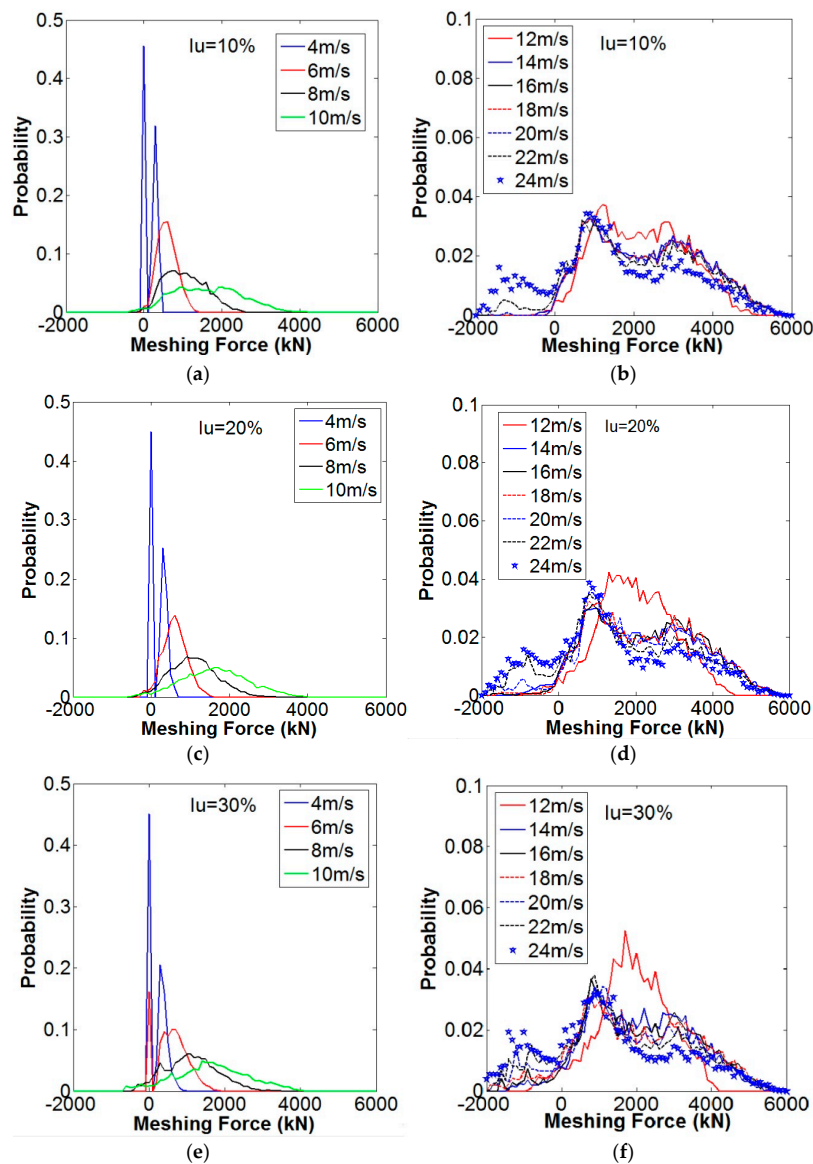 0.5
0.4
0.3
0.2
0.1
0
-2000 0 2000 4000 6000
Probability
Meshing Force (kN)
Iu=10%
4m/s
6m/s
8m/s
10m/s
(a)
0.1
0.08
0.06
0.04
0.02
0
-2000 0 2000 4000 6000
Probability
Meshing Force (kN)
Iu=10%
12m/s
14m/s
16m/s
18m/s
20m/s
22m/s
24m/s
(b)
0.5
0.4
0.3
0.2
0.1
0
-2000 0 2000 4000 6000
Probability
Meshing Force (kN)
Iu=20%
4m/s
6m/s
8m/s
10m/s
(c)
0.1
0.08
0.06
0.04
0.02
0
-2000 0 2000 4000 6000
Probability
Meshing Force (kN)
Iu=20%
12m/s
14m/s
16m/s
18m/s
20m/s
22m/s
24m/s
(d)
0.5
0.4
0.3
0.2
0.1
0
-2000 0 2000 4000 6000
Probability
Meshing Force (kN)
Iu=30%
4m/s
6m/s
8m/s
10m/s
(e)
0.1
0.08
0.06
0.04
0.02
0
-2000 0 2000 4000 6000
Probability
Meshing Force (kN)
Iu=30%
12m/s
14m/s
16m/s
18m/s
20m/s
22m/s
24m/s
(f)